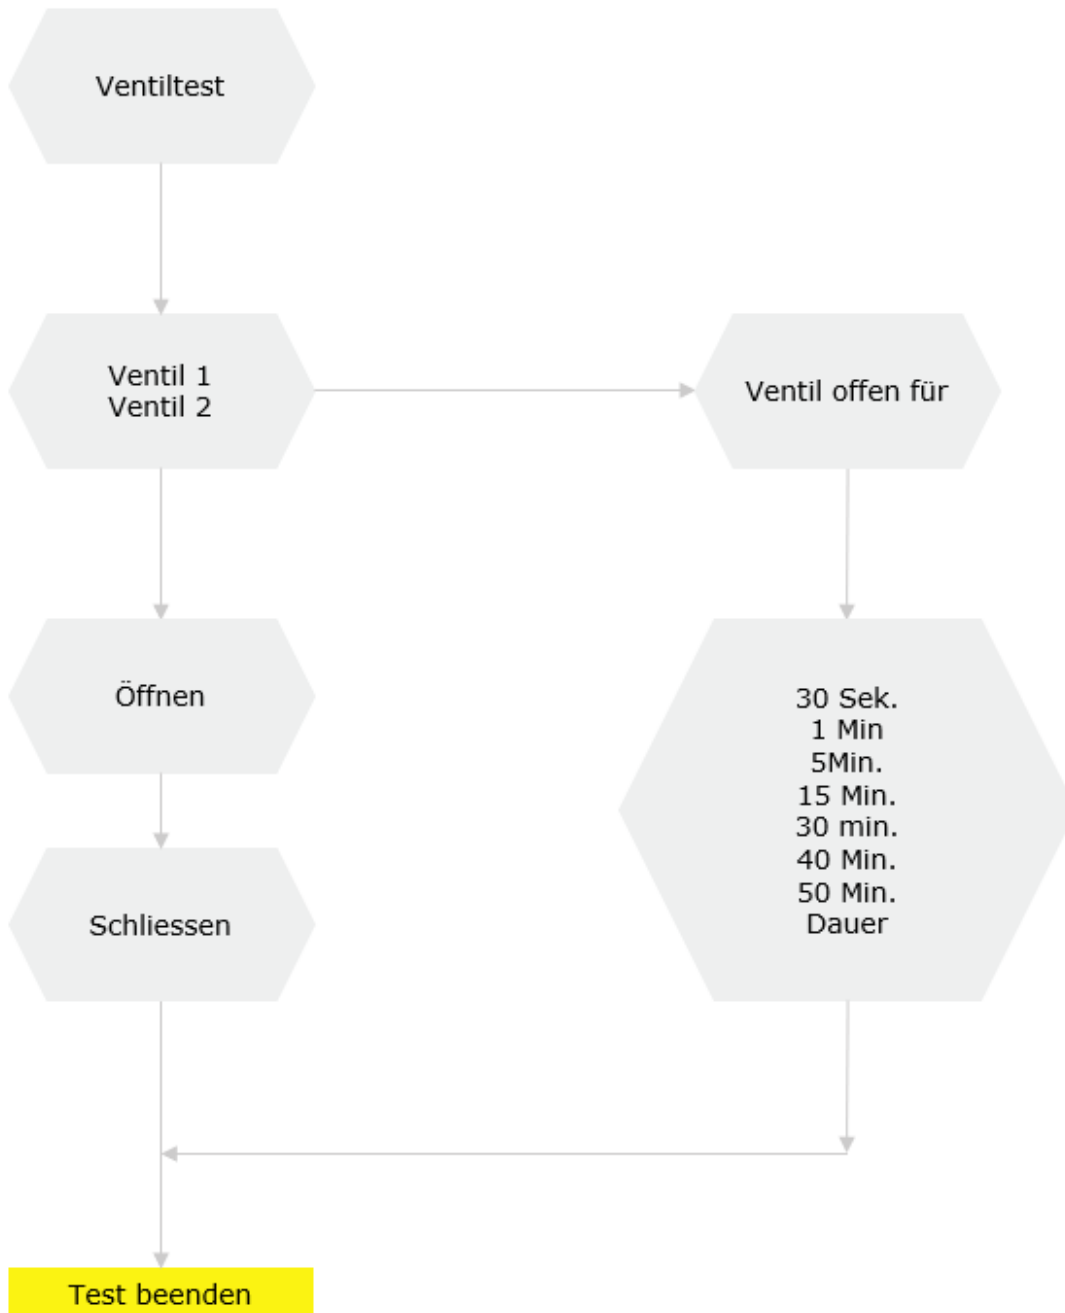 Ventiltest
Ventil 1
Ventil 2
Ventil offen für
Öffnen
30 Sek.
1 Min
5Min.
15 Min.
30 min.
40 Min.
50 Min.
Dauer
Schliessen
Test beenden